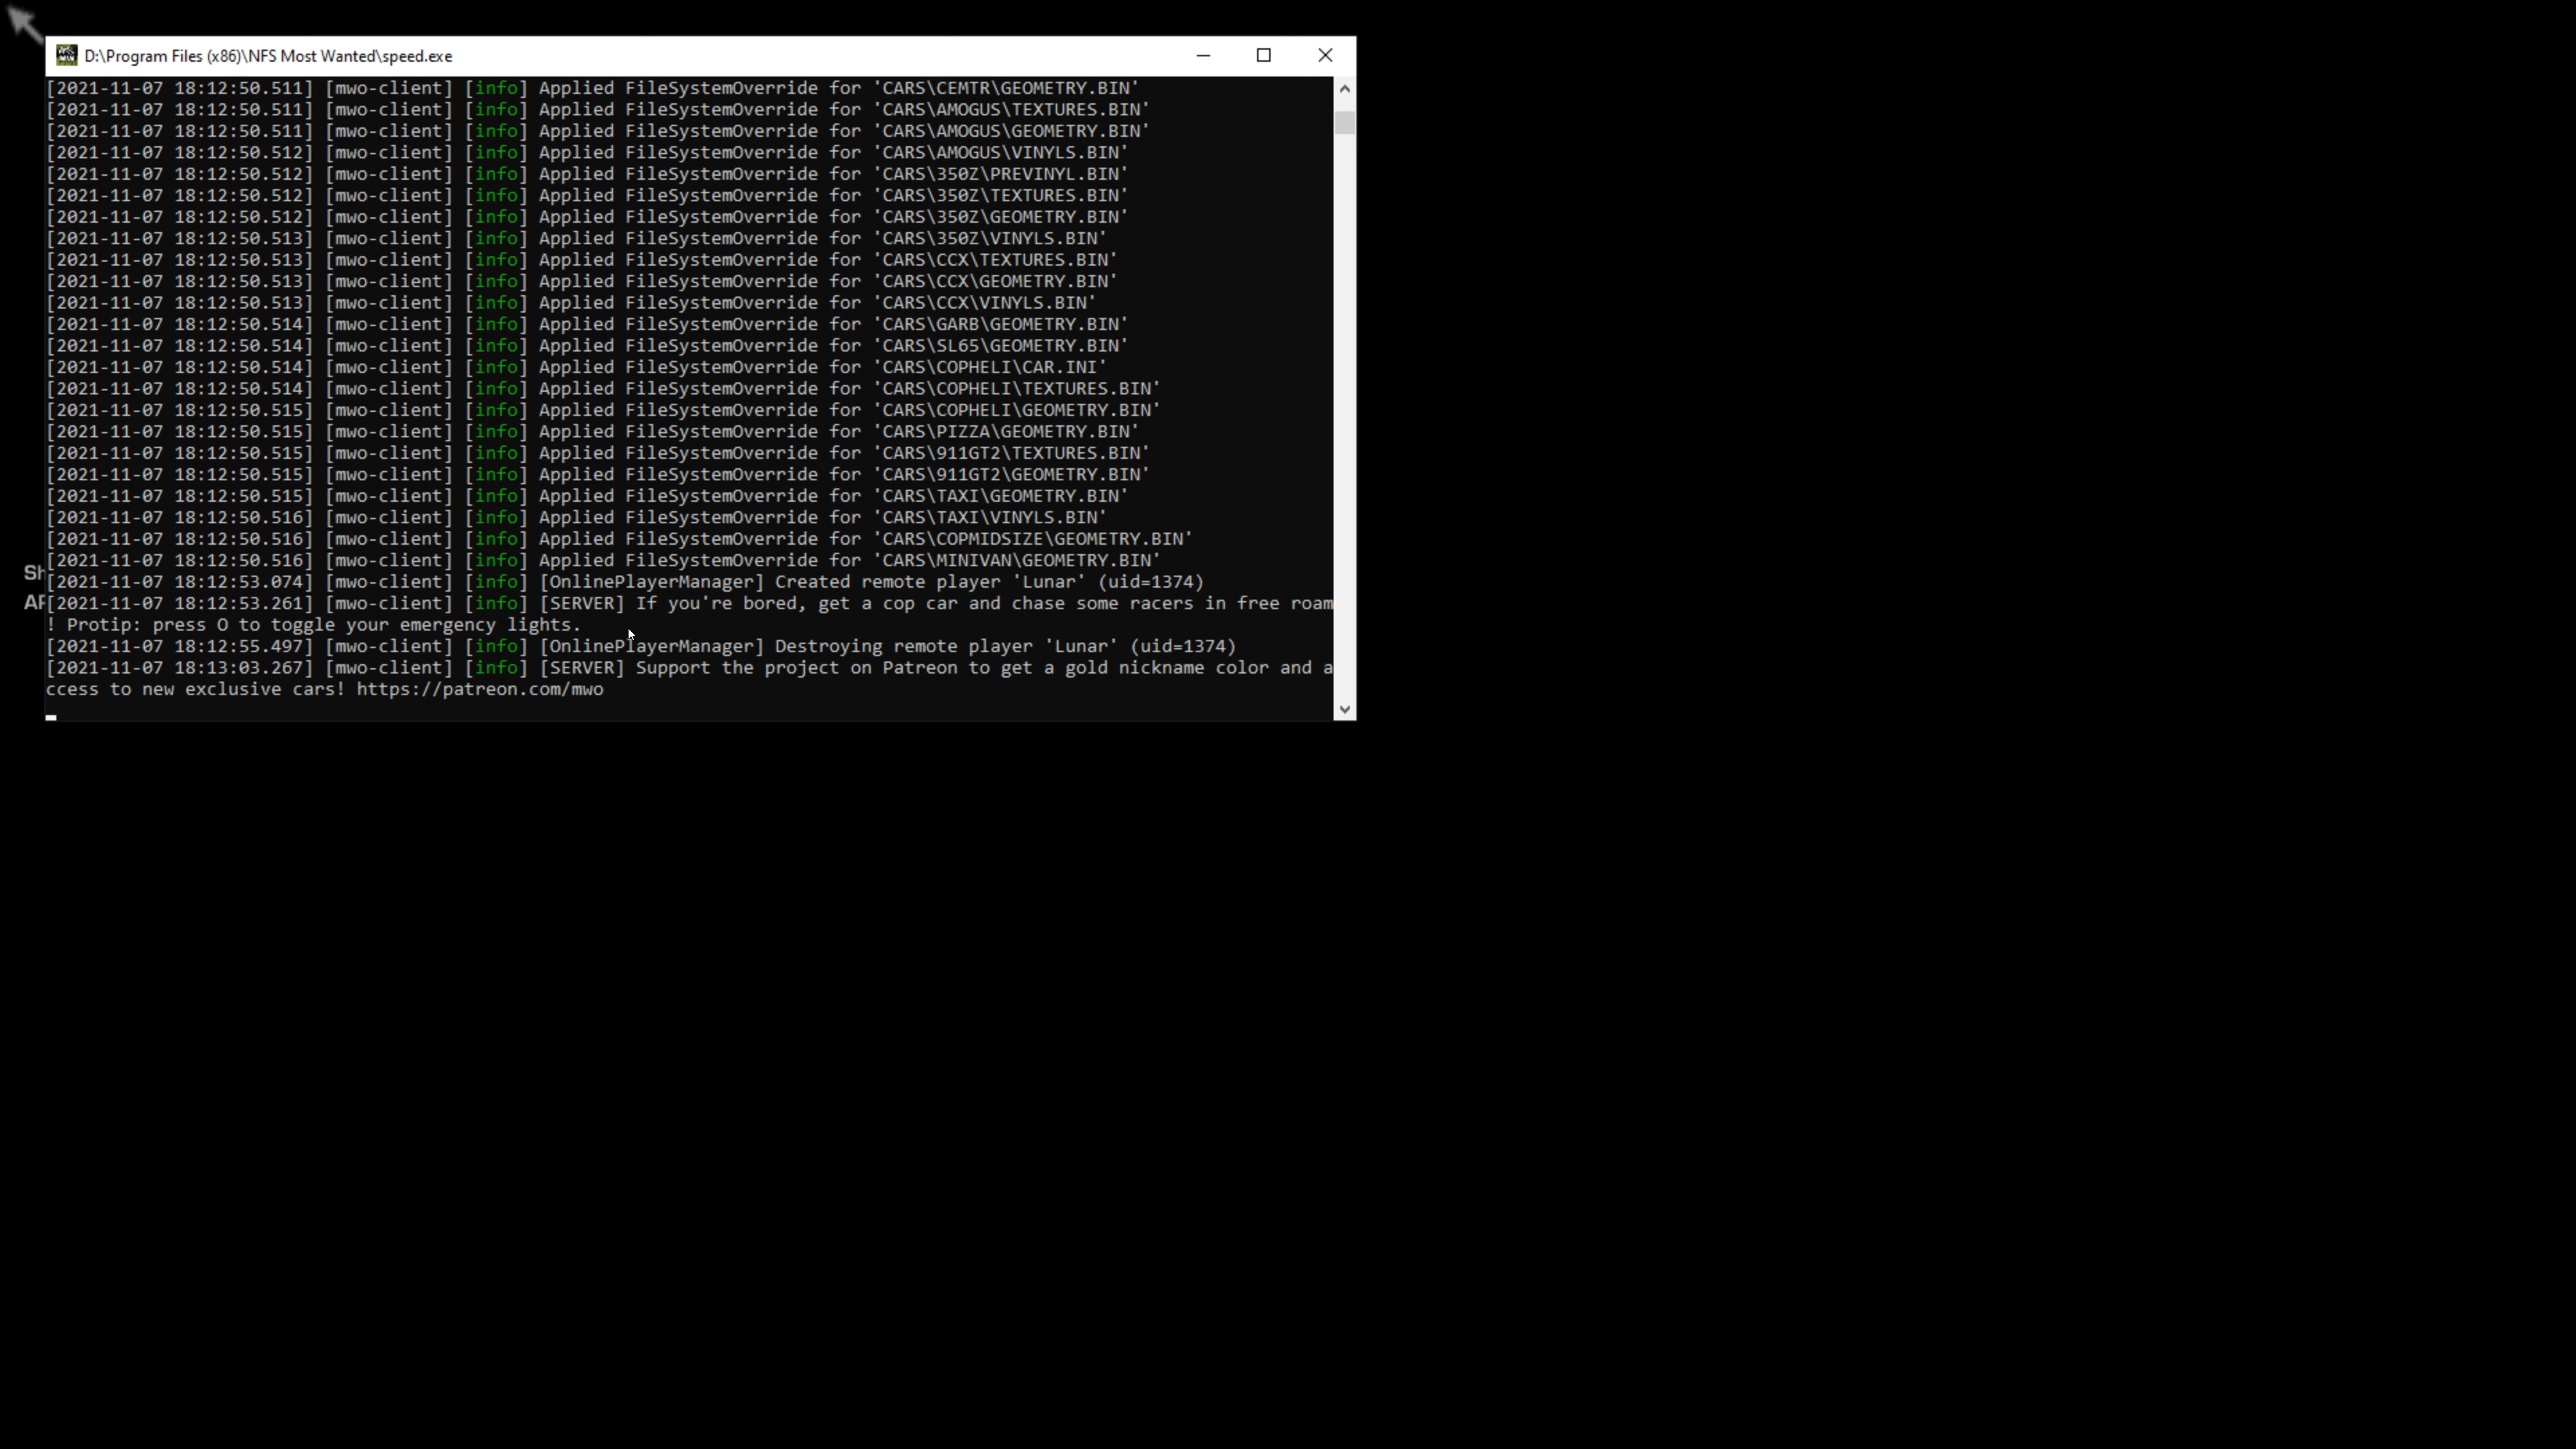 D:\Program Files (x86)\NFS Most Wanted\speed.exe
[2021-11-07 18:12:50.511] [mwo-client] [info] Applied FileSystemOverride for 'CARS\CEMTR\GEOMETRY.BIN'
[2021-11-07 18:12:50.511] [mwo-client] [info] Applied FileSystemOverride for 'CARS\AMOGUS\TEXTURES.BIN'
[2021-11-07 18:12:50.511] [mwo-client] [info] Applied FileSystemOverride for 'CARS\AMOGUS\GEOMETRY.BIN'
[2021-11-07 18:12:50.512] [mwo-client] [info] Applied FileSystemOverride for 'CARS\AMOGUS\VINYLS.BIN'
[2021-11-07 18:12:50.512] [mwo-client] [info] Applied FileSystemOverride for 'CARS\350Z\PREVINYL.BIN'
[2021-11-07 18:12:50.512] [mwo-client] [info] Applied FileSystemOverride for 'CARS\350Z\TEXTURES.BIN'
[2021-11-07 18:12:50.512] [mwo-client] [info] Applied FileSystemOverride for 'CARS\350Z\GEOMETRY.BIN'
[2021-11-07 18:12:50.513] [mwo-client] [info] Applied FileSystemOverride for 'CARS\350Z\VINYLS.BIN'
[2021-11-07 18:12:50.513] [mwo-client] [info] Applied FileSystemOverride for 'CARS\CCX\TEXTURES.BIN'
[2021-11-07 18:12:50.513] [mwo-client] [info] Applied FileSystemOverride for 'CARS\CCX\GEOMETRY.BIN'
[2021-11-07 18:12:50.513] [mwo-client] [info] Applied FileSystemOverride for 'CARS\CCX\VINYLS.BIN'
[2021-11-07 18:12:50.514] [mwo-client] [info] Applied FileSystemOverride for 'CARS\GARB\GEOMETRY.BIN'
[2021-11-07 18:12:50.514] [mwo-client] [info] Applied FileSystemOverride for 'CARS\SL65\GEOMETRY.BIN'
[2021-11-07 18:12:50.514] [mwo-client] [info] Applied FileSystemOverride for 'CARS\COPHELI\CAR.INI'
[2021-11-07 18:12:50.514] [mwo-client] [info] Applied FileSystemOverride for 'CARS\COPHELI\TEXTURES.BIN'
[2021-11-07 18:12:50.515] [mwo-client] [info] Applied FileSystemOverride for 'CARS\COPHELI\GEOMETRY.BIN'
[2021-11-07 18:12:50.515] [mwo-client] [info] Applied FileSystemOverride for 'CARS\PIZZA\GEOMETRY.BIN'
[2021-11-07 18:12:50.515] [mwo-client] [info] Applied FileSystemOverride for 'CARS\911GT2\TEXTURES.BIN'
[2021-11-07 18:12:50.515] [mwo-client] [info] Applied FileSystemOverride for 'CARS\911GT2\GEOMETRY.BIN'
[2021-11-07 18:12:50.515] [mwo-client] [info] Applied FileSystemOverride for 'CARS\TAXI\GEOMETRY.BIN'
[2021-11-07 18:12:50.516] [mwo-client] [info] Applied FileSystemOverride for 'CARS\TAXI\VINYLS.BIN'
[2021-11-07 18:12:50.516] [mwo-client] [info] Applied FileSystemOverride for 'CARS\COPMIDSIZE\GEOMETRY.BIN'
[2021-11-07 18:12:50.516] [mwo-client] [info] Applied FileSystemOverride for 'CARS\MINIVAN\GEOMETRY.BIN'
[2021-11-07 18:12:53.074] [mwo-client] [info] [OnlinePlayerManager] Created remote player 'Lunar' (uid=1374)
[2021-11-07 18:12:53.261] [mwo-client] [info] [SERVER] If you're bored, get a cop car and chase some racers in free roam
! Protip: press O to toggle your emergency lights.
[2021-11-07 18:12:55.497] [mwo-client] [info] [OnlinePlayerManager] Destroying remote player 'Lunar' (uid=1374)
[2021-11-07 18:13:03.267] [mwo-client] [info] [SERVER] Support the project on Patreon to get a gold nickname color and a
ccess to new exclusive cars! https://patreon.com/mwo